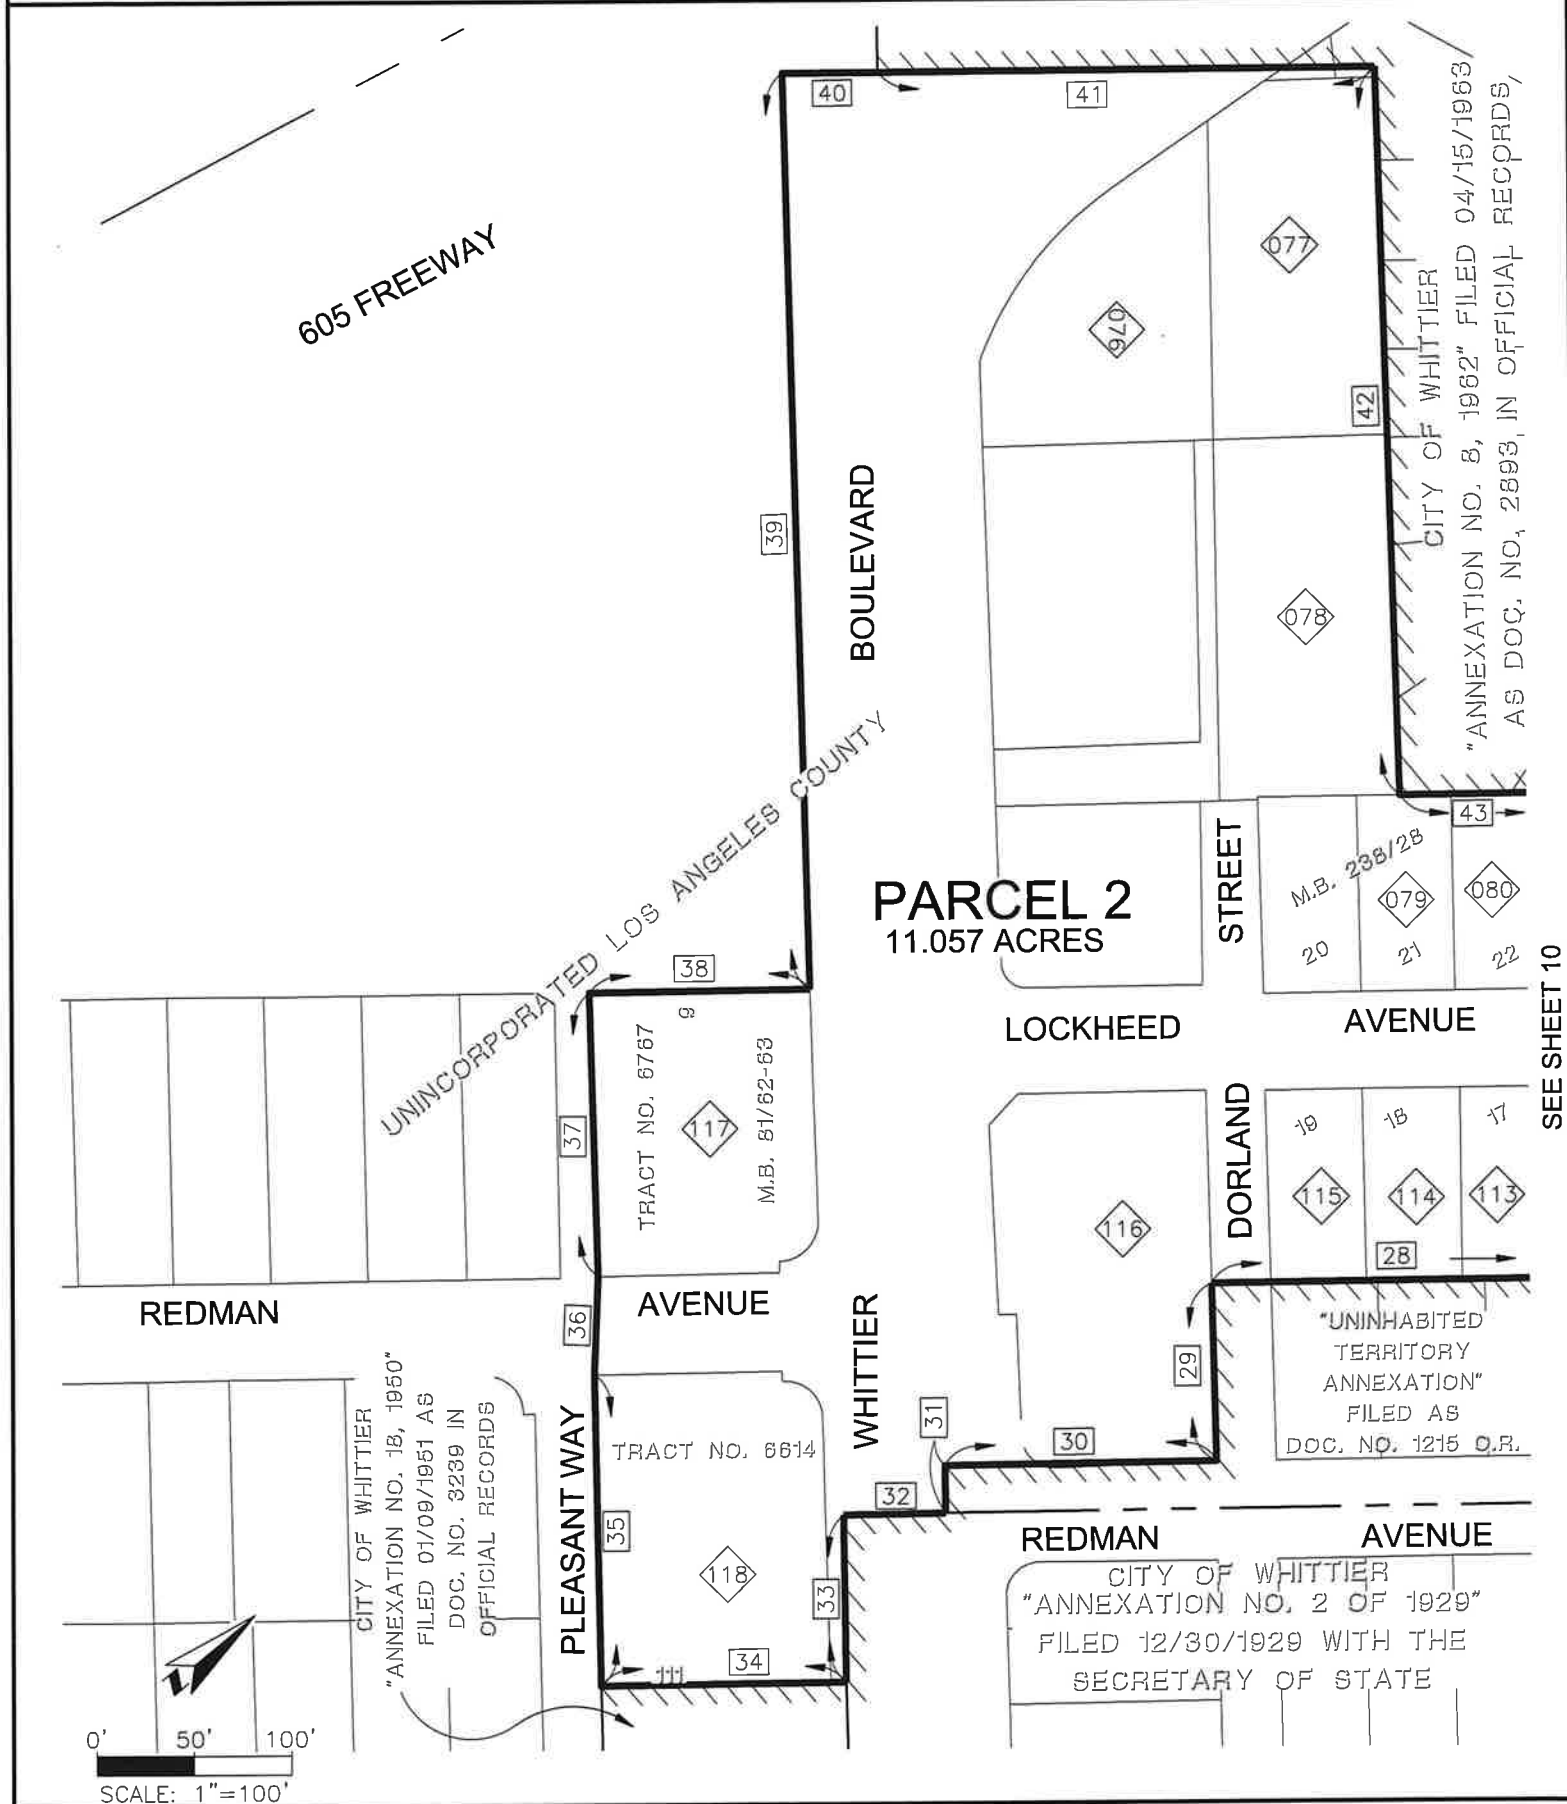 40
41
605 FREEWAY
077
076
42
CITY OF WHITTIER
"ANNEXATION NO. 8, 1962" FILED 04/15/1963,
AS DOC. NO. 2893, IN OFFICIAL RECORDS,
39
BOULEVARD
078
UNINCORPORATED LOS ANGELES COUNTY
43
PARCEL 2
11.057 ACRES
STREET
M.B. 238/28
079
080
20
21
22
38
LOCKHEED
AVENUE
SEE SHEET 10
9
TRACT NO. 6767
M.B. 81/62-63
117
37
DORLAND
19
18
17
115
114
113
116
28
REDMAN
AVENUE
36
WHITTIER
29
"UNINHABITED
TERRITORY
ANNEXATION"
FILED AS
DOC. NO. 1215 O.R.
31
30
CITY OF WHITTIER
"ANNEXATION NO. 18, 1950"
FILED 01/09/1951 AS
DOC. NO. 3239 IN
OFFICIAL RECORDS
PLEASANT WAY
TRACT NO. 6614
32
35
118
33
REDMAN
AVENUE
CITY OF WHITTIER
"ANNEXATION NO. 2 OF 1929"
FILED 12/30/1929 WITH THE
SECRETARY OF STATE
111
34
0' 50' 100'
SCALE: 1"=100'